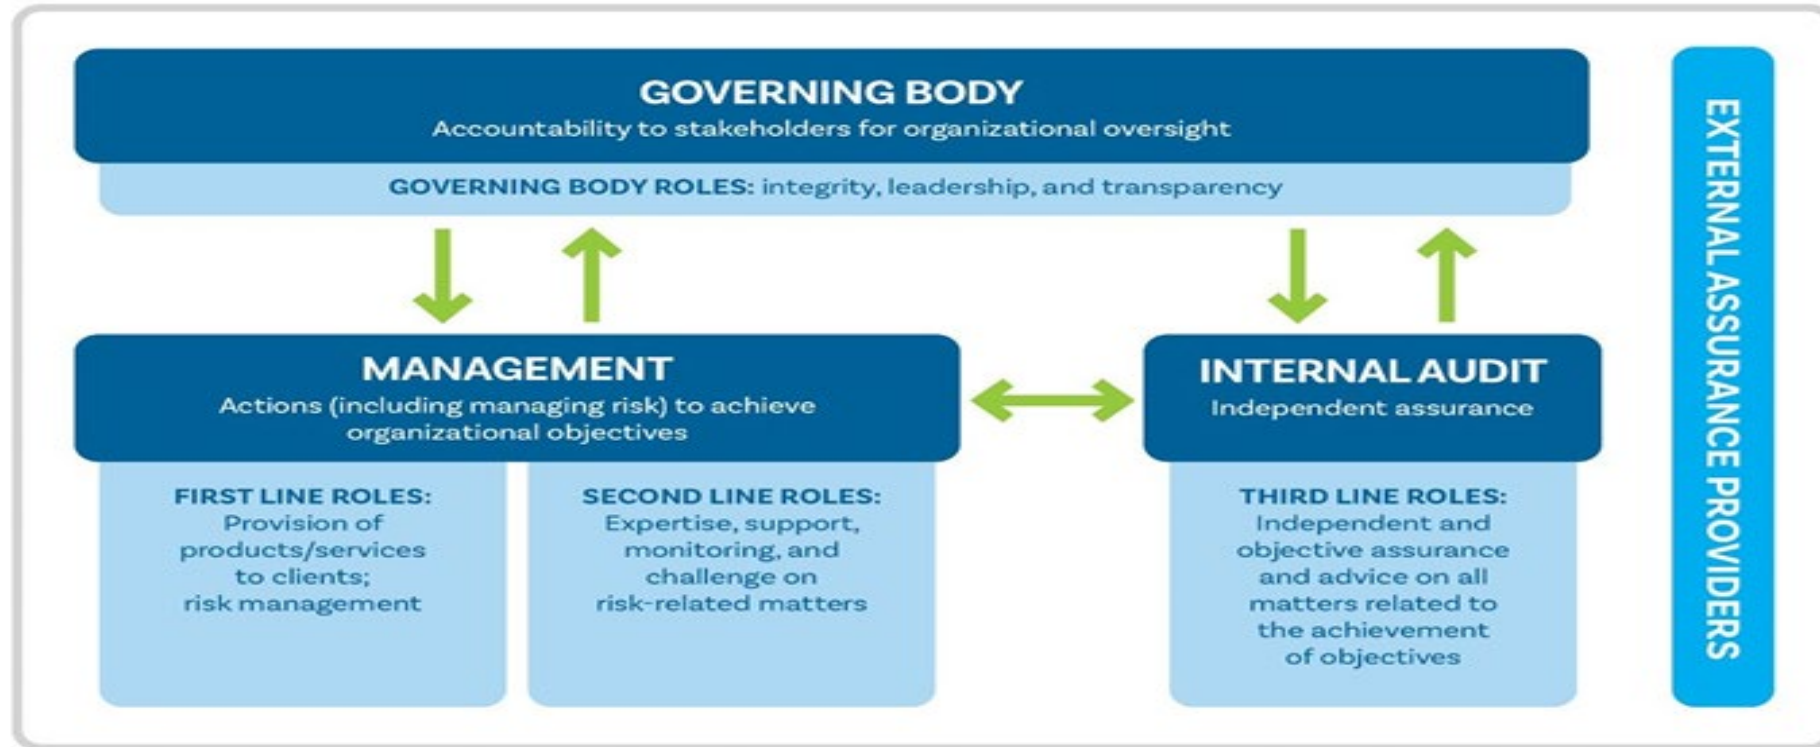 GOVERNING BODY
Accountability to stakeholders for organizational oversight
GOVERNING BODY ROLES: integrity, leadership, and transparency
MANAGEMENT
Actions (including managing risk) to achieve
organizational objectives
FIRST LINE ROLES:
Provision of
products/services
to clients;
risk management
SECOND LINE ROLES:
Expertise, support,
monitoring, and
challenge on
risk-related matters
INTERNAL AUDIT
Independent assurance
THIRD LINE ROLES:
Independent and
objective assurance
and advice on all
matters related to
the achievement
of objectives
EXTERNAL ASSURANCE PROVIDERS